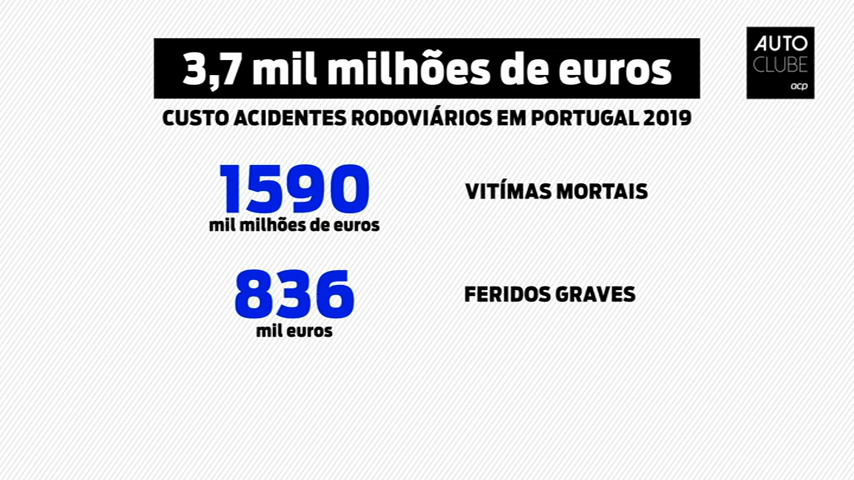 3,7 mil milhões de euros
AUTO
CLUBE
acp
CUSTO ACIDENTES RODOVIÁRIOS EM PORTUGAL 2019
1590
mil milhões de euros
VITÍMAS MORTAIS
836
mil euros
FERIDOS GRAVES